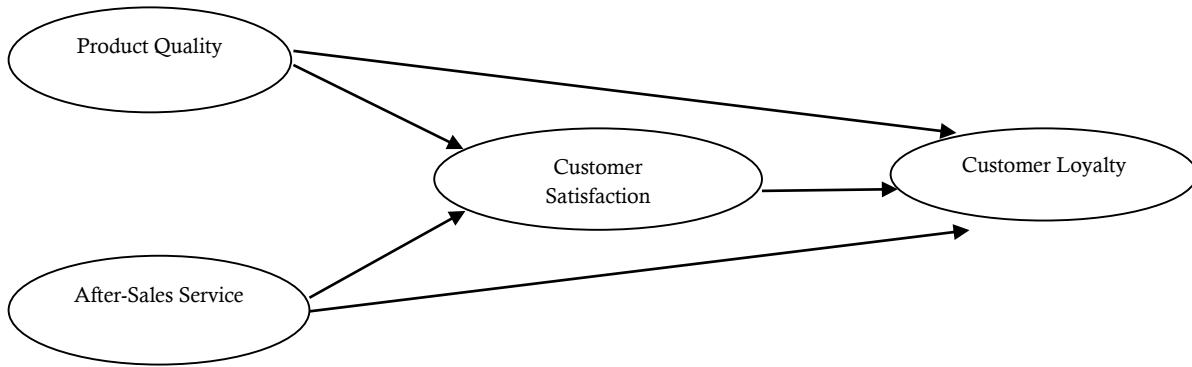 Product Quality
Customer
Satisfaction
Customer Loyalty
After-Sales Service